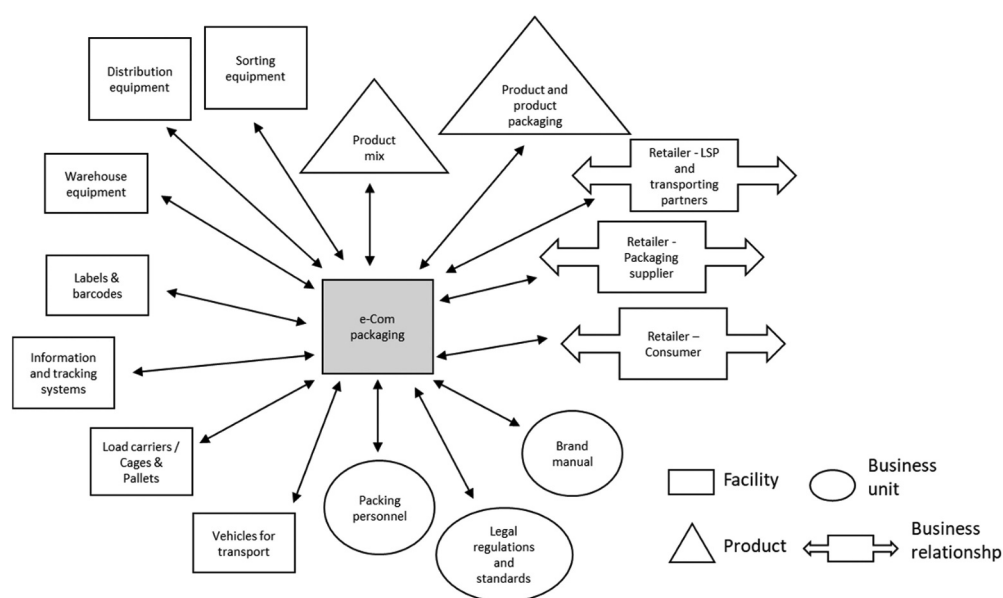 Distribution
equipment
Sorting
equipment
Product
mix
Product and
product
packaging
Warehouse
equipment
Retailer - LSP
and
transporting
partners
Retailer -
Packaging
supplier
Labels &
barcodes
e-Com
packaging
Retailer –
Consumer
Information
and tracking
systems
Load carriers /
Cages &
Pallets
Vehicles for
transport
Packing
personnel
Legal
regulations
and
standards
Brand
manual
Facility
Business
unit
Product
Business
relationshp